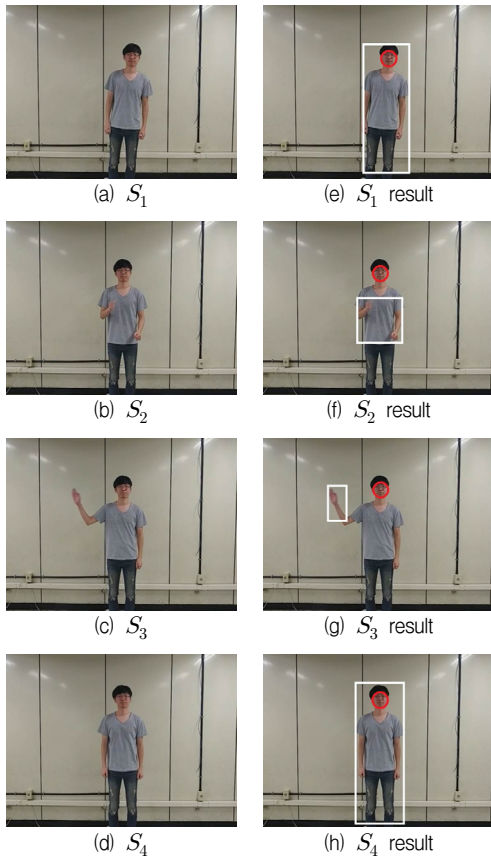 (a) S1
(e) S1 result
(b) S2
(f) S2 result
(c) S3
(g) S3 result
(d) S4
(h) S4 result